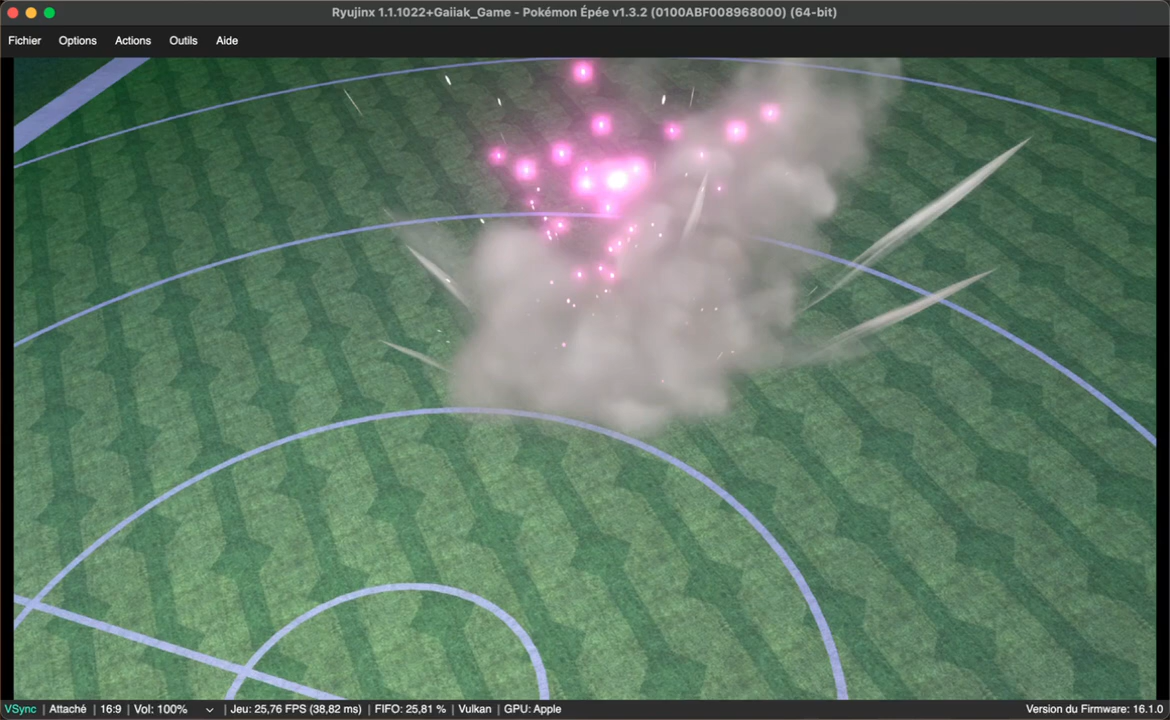 Ryujinx 1.1.1022+Gaiiak_Game - Pokémon Épée v1.3.2 (0100ABF008968000) (64-bit)
Fichier Options Actions Outils Aide
VSync | Attaché | 16:9 | Vol: 100% | Jeu: 25,76 FPS (38,82 ms) | FIFO: 25,81 % | Vulkan | GPU: Apple Version du Firmware: 16.1.0